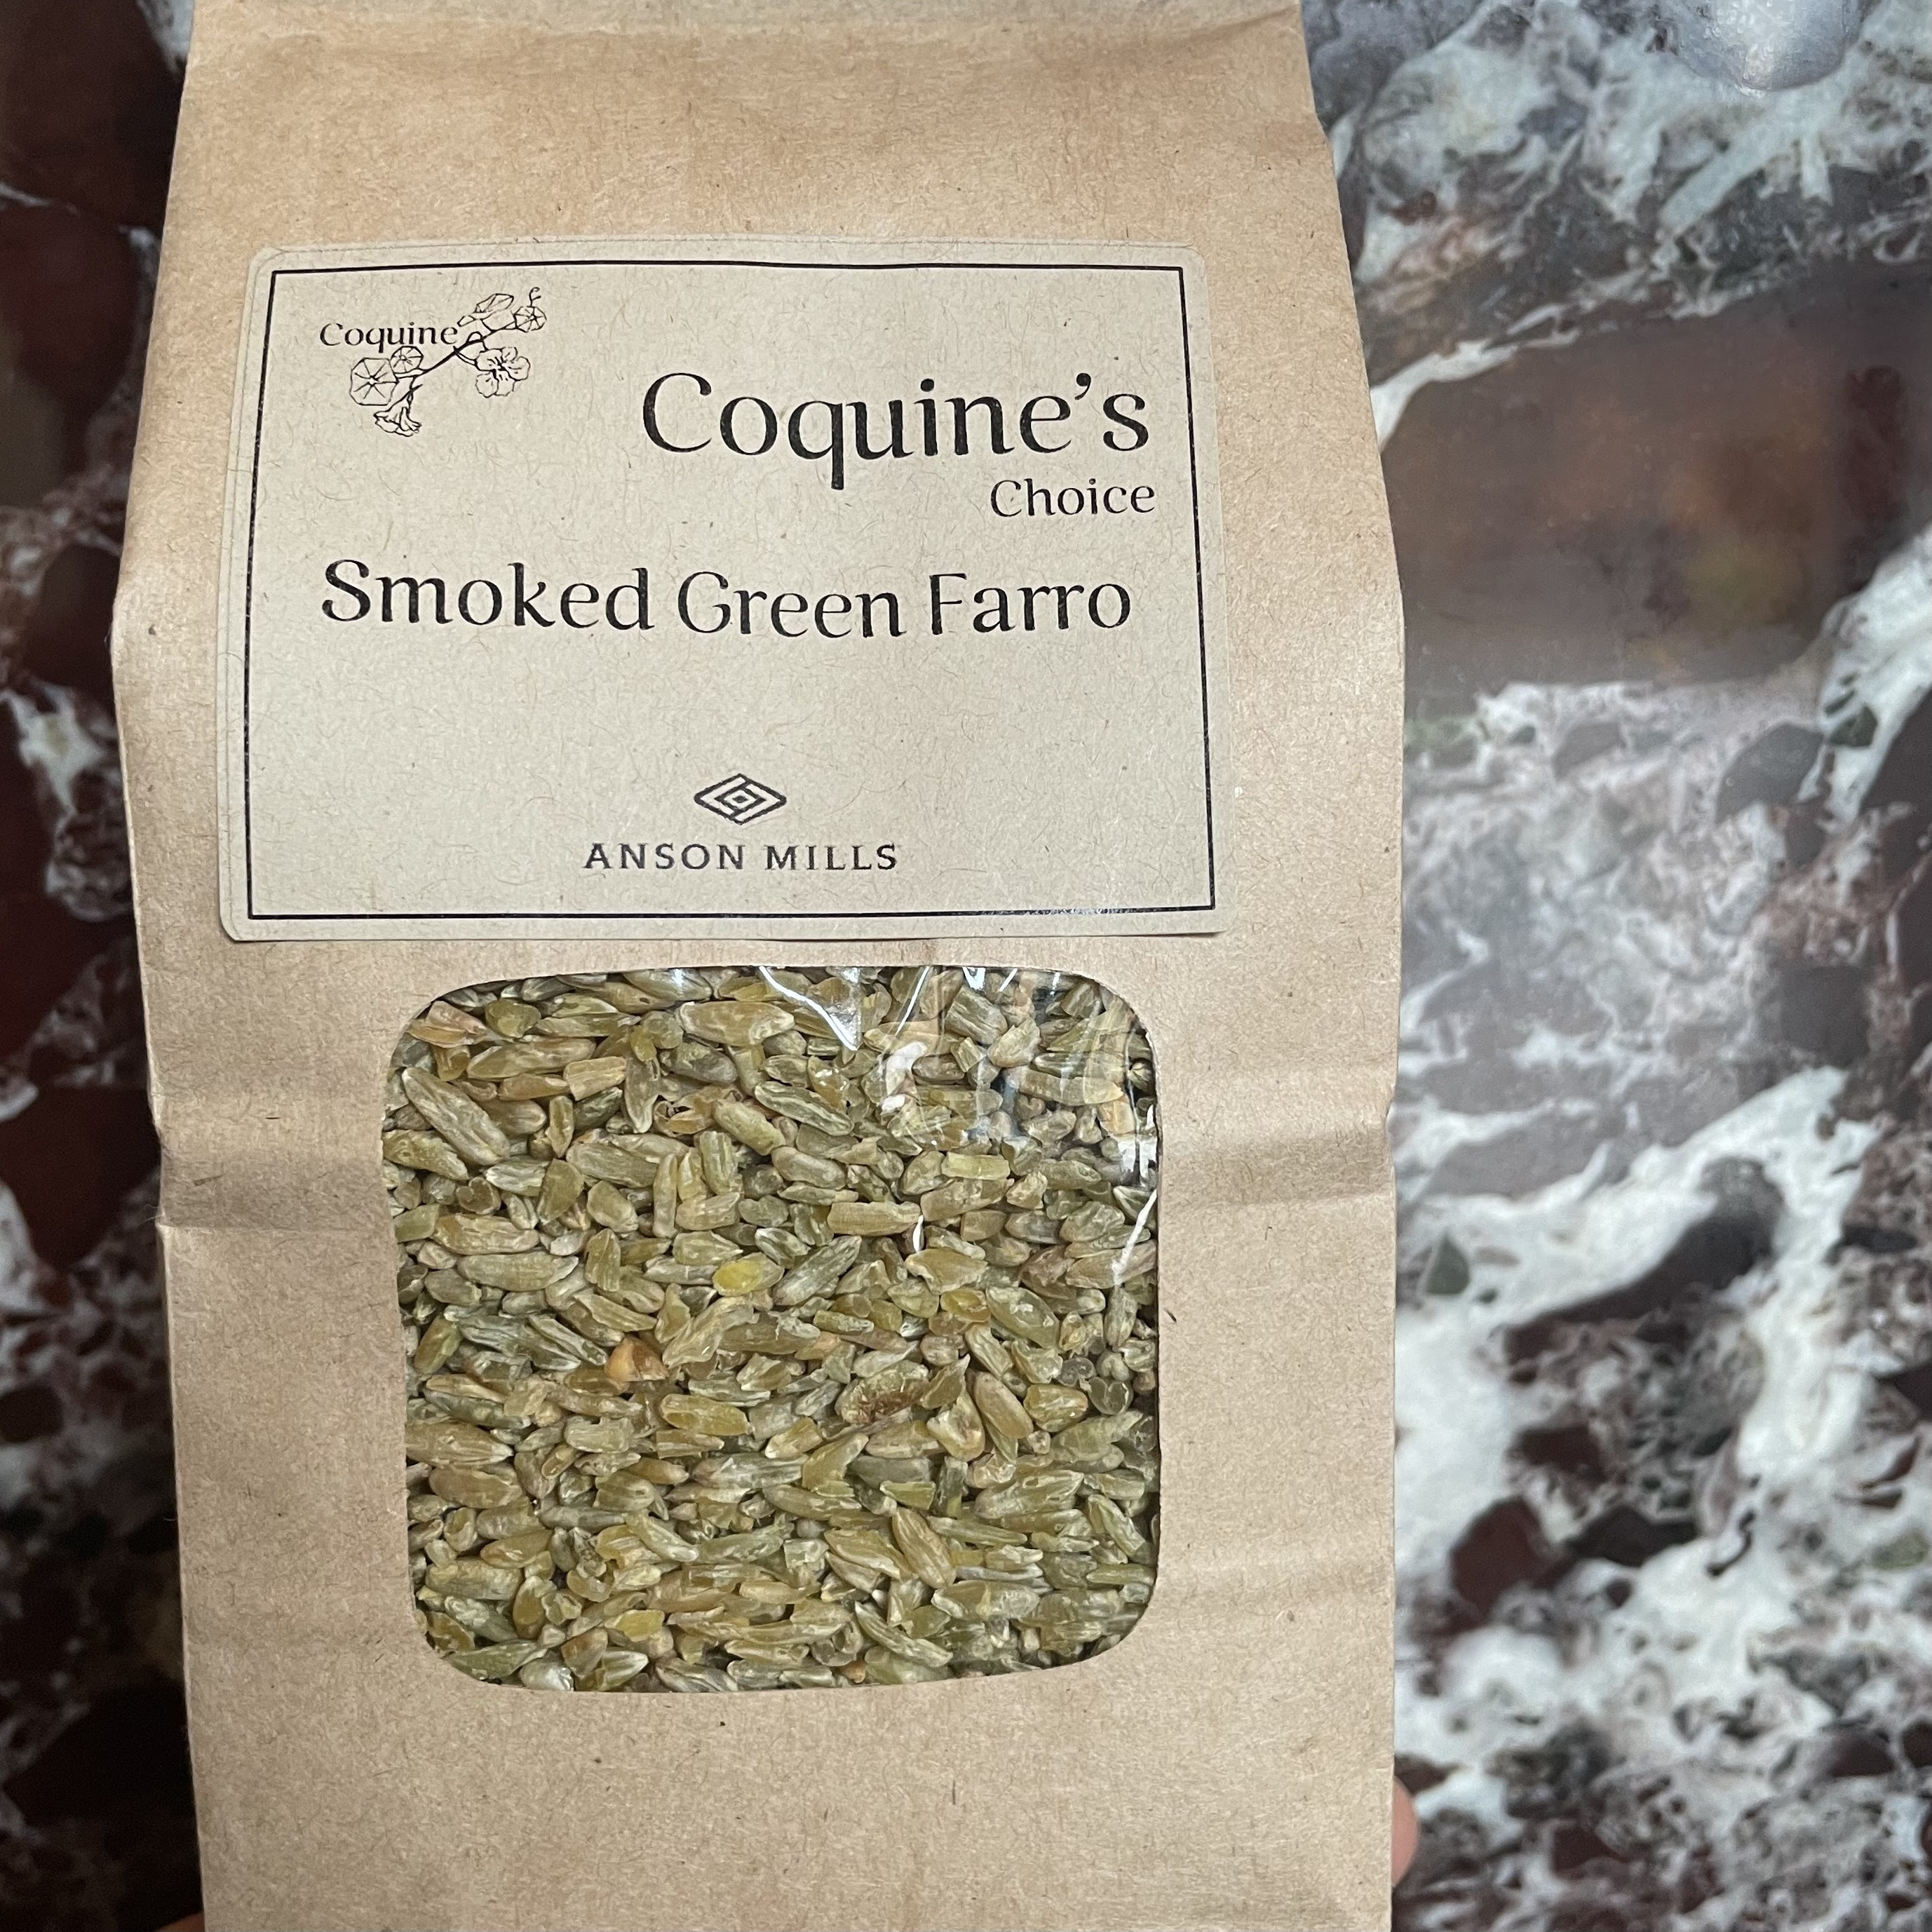 Coquine
Coquine's
Choice
Smoked Green Farro
ANSON MILLS